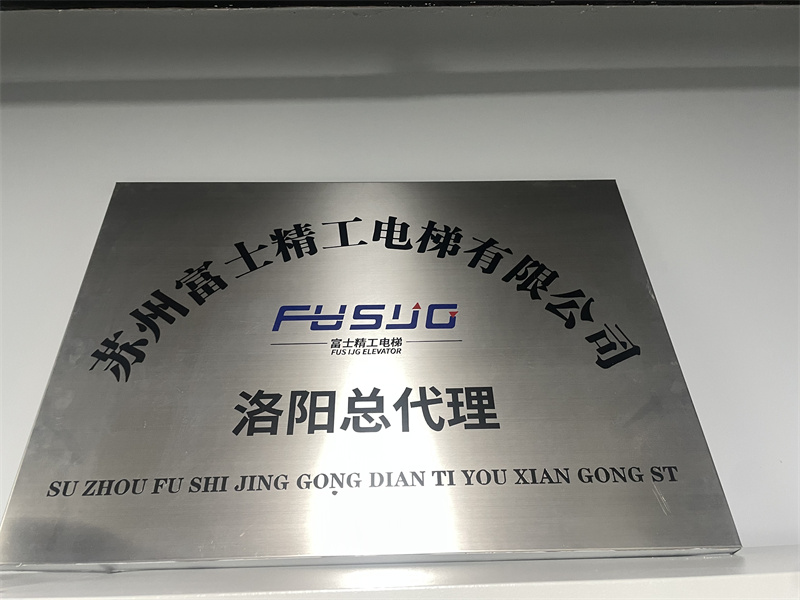 苏州富士精工电梯有限公司
FUSIJG
富士精工电梯
FUS IJG ELEVATOR
洛阳总代理
SU ZHOU FU SHI JING GONG DIAN TI YOU XIAN GONG ST